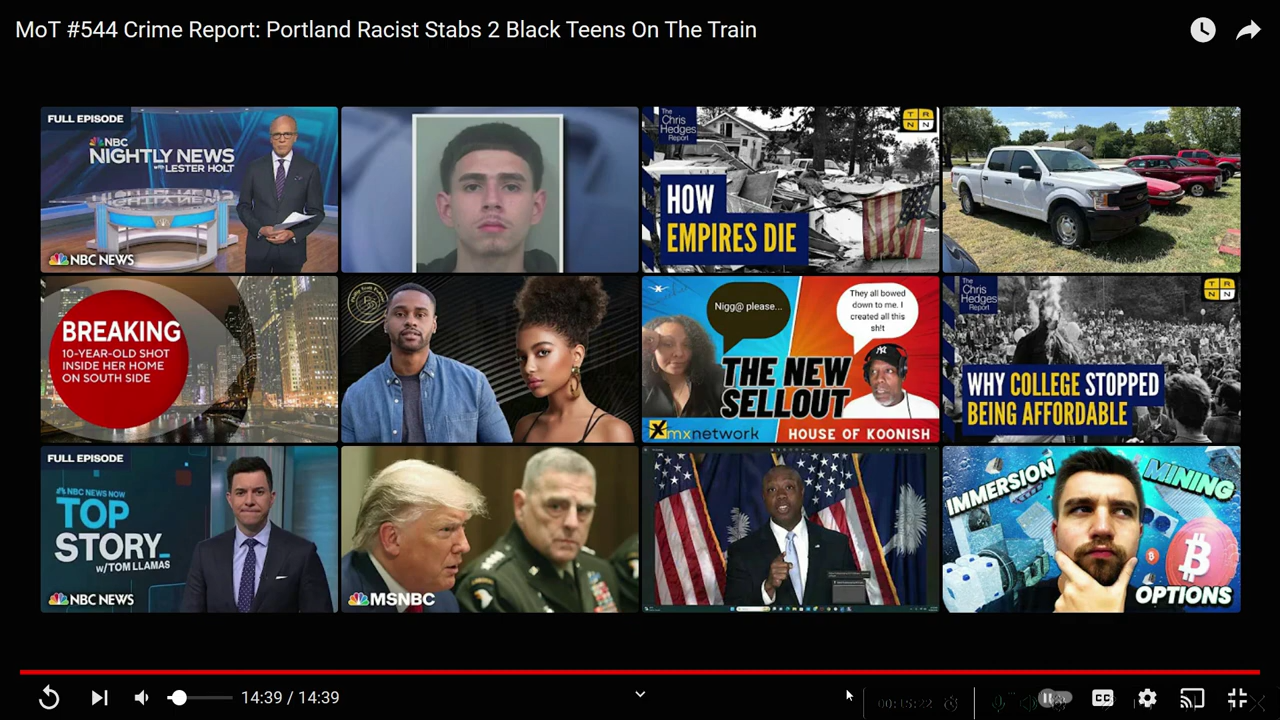 MoT #544 Crime Report: Portland Racist Stabs 2 Black Teens On The Train
FULL EPISODE
NBC
NIGHTLY NEWS
WITH LESTER HOLT
NBC NEWS
The
Chris
Hedges
Report
T R
N N
HOW
EMPIRES DIE
BREAKING
10-YEAR-OLD SHOT
INSIDE HER HOME
ON SOUTH SIDE
Nigg@ please...
They all bowed
down to me. I
created all this
sh!t
THE NEW
SELLOUT
mxnetwork
HOUSE OF KOONISH
The
Chris
Hedges
Report
T R
N N
WHY COLLEGE STOPPED
BEING AFFORDABLE
FULL EPISODE
NBC NEWS NOW
TOP
STORY
W/TOM LLAMAS
NBC NEWS
MSNBC
IMMERSION
MINING
OPTIONS
14:39 / 14:39
00:15:22
CC